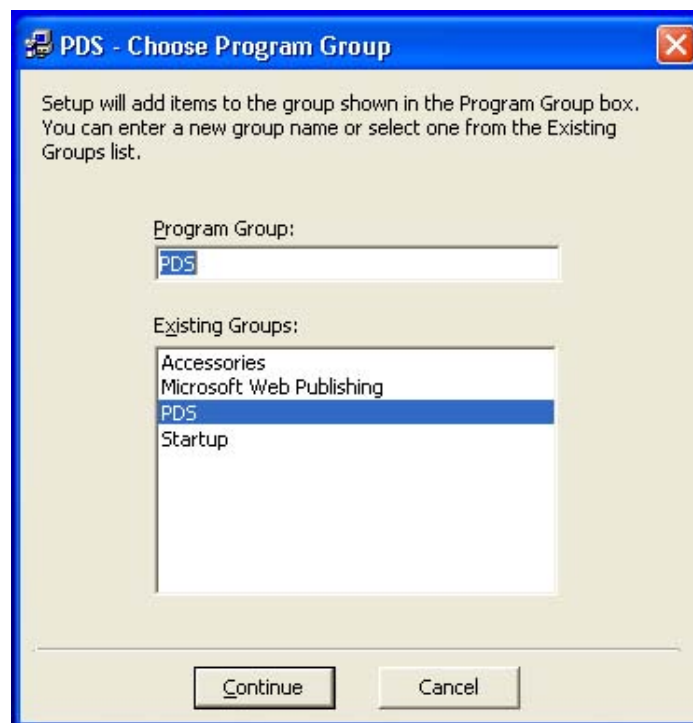 PDS - Choose Program Group
Setup will add items to the group shown in the Program Group box.
You can enter a new group name or select one from the Existing
Groups list.
Program Group:
PDS
Existing Groups:
Accessories
Microsoft Web Publishing
PDS
Startup
Continue
Cancel